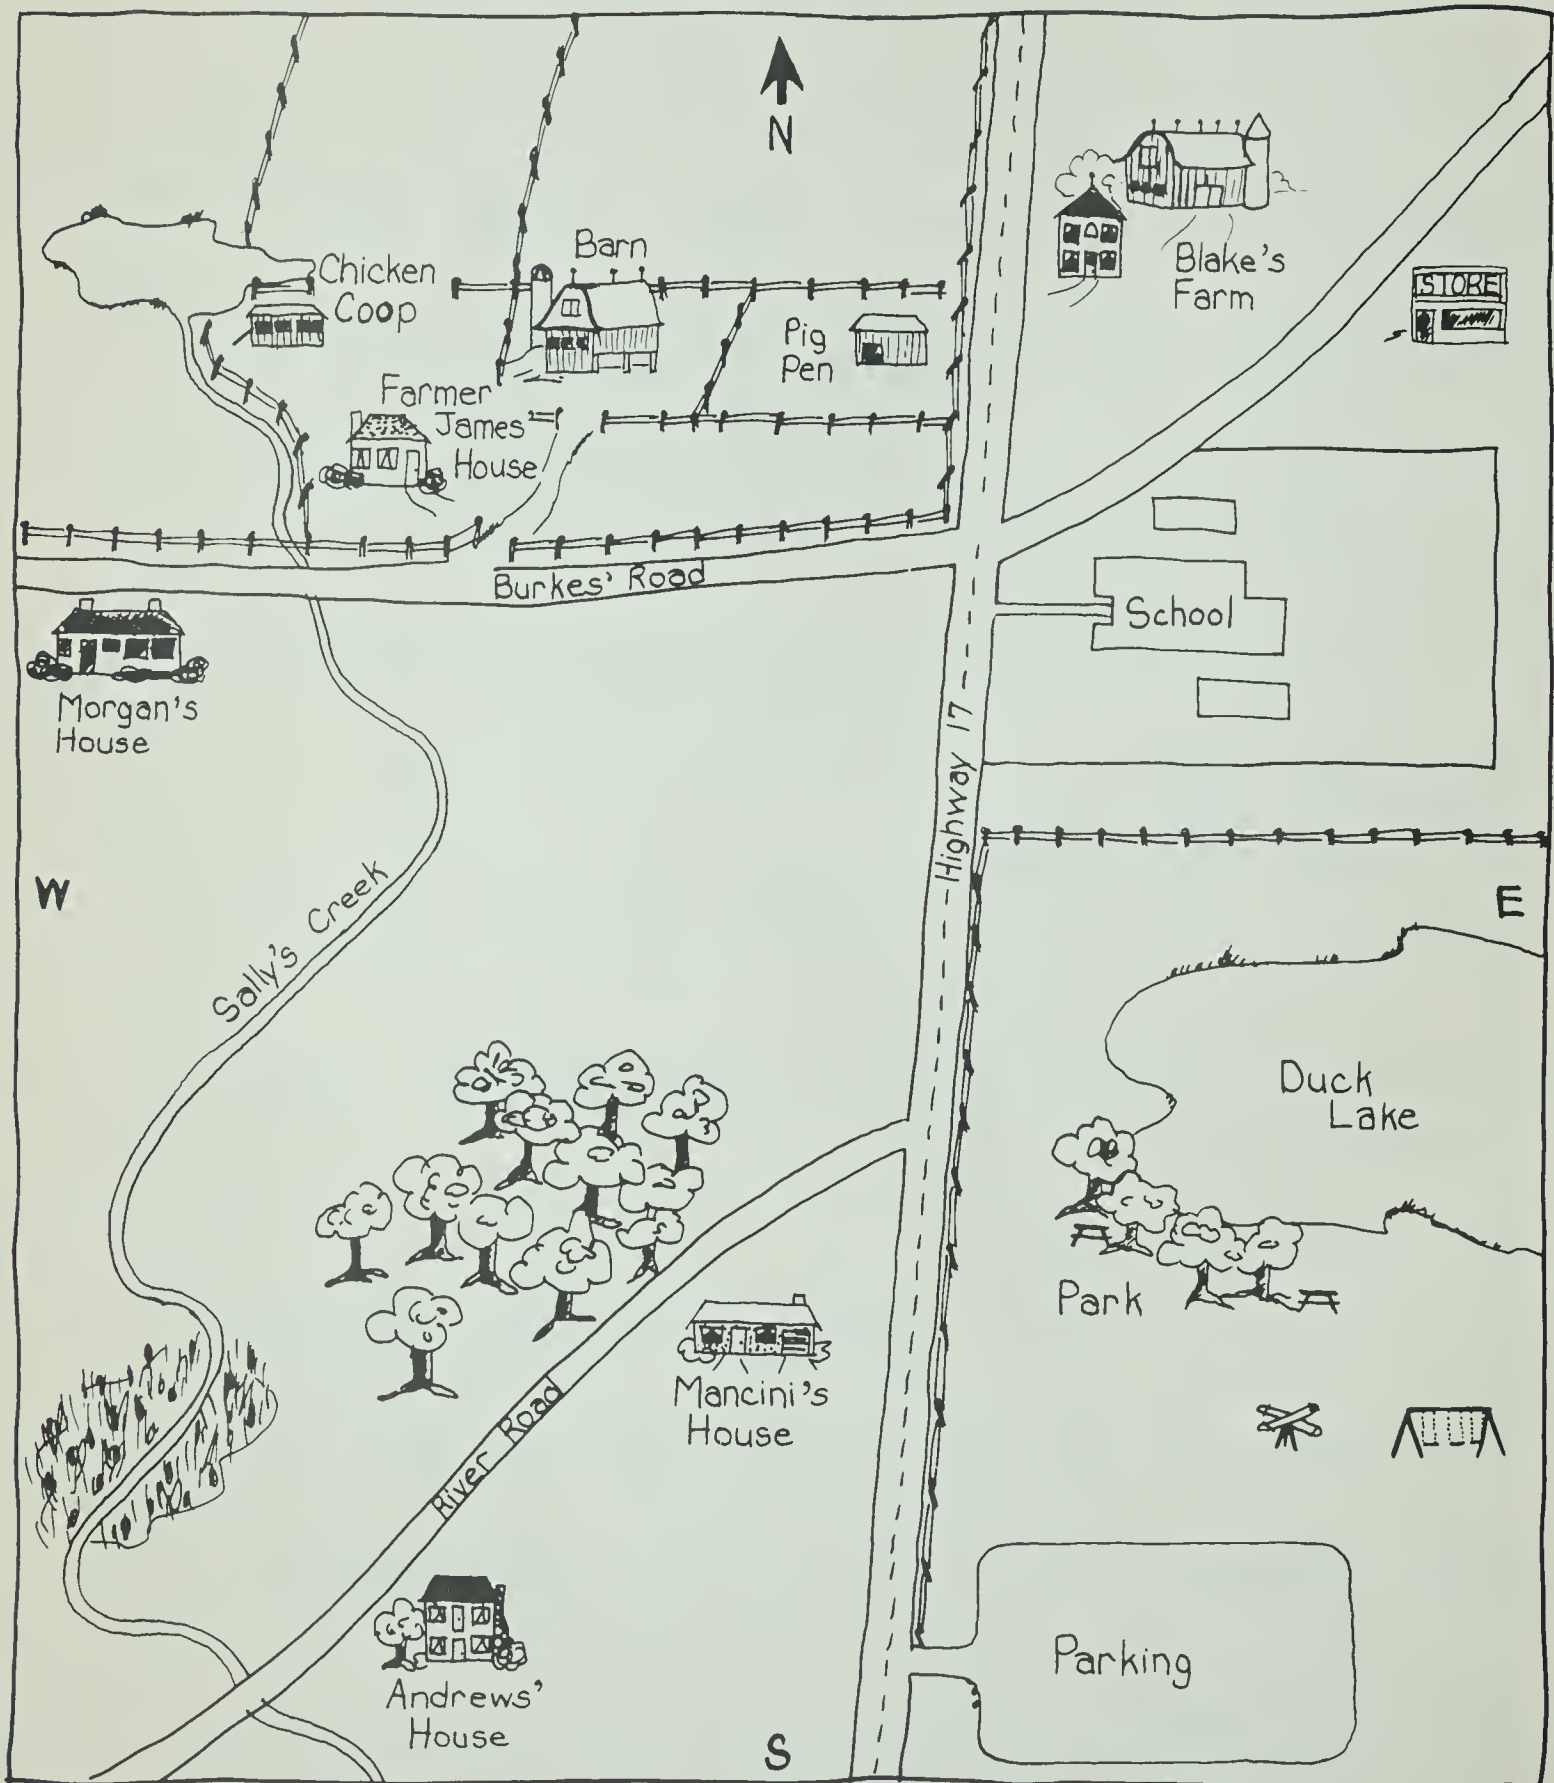 N
Barn
Chicken
Coop
Blake's
Farm
STORE
Pig
Pen
Farmer
James'
House
Burkes' Road
School
Morgan's
House
Highway 17
W
E
Sally's Creek
Duck
Lake
Park
Mancini's
House
River Road
Andrews'
House
Parking
S